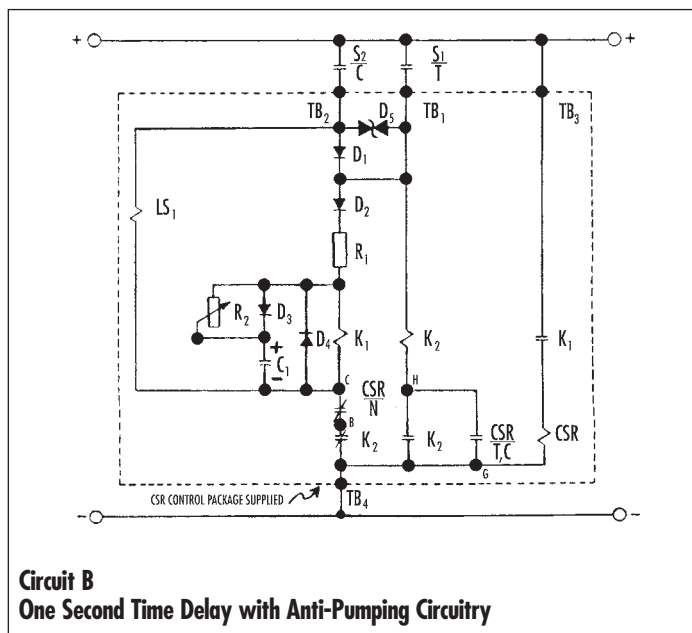 + +
S2/C S1/T
TB2 D5 TB1 TB3
D1
LS1 D2
R1
R2 D3 D4 K1 K2 K1
+
C1
−
C CSR/N H
B
K2 K2 CSR/T,C CSR
G
CSR CONTROL PACKAGE SUPPLIED TB4
− −
Circuit B
One Second Time Delay with Anti-Pumping Circuitry